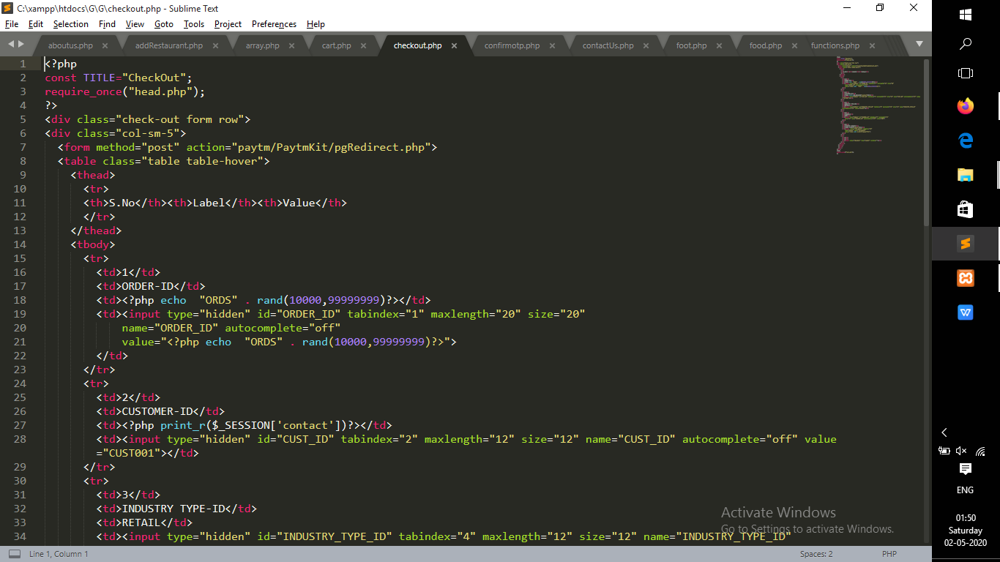 C:\xampp\htdocs\G\G\checkout.php - Sublime Text
File Edit Selection Find View Goto Tools Project Preferences Help
aboutus.php × addRestaurant.php × array.php × cart.php × checkout.php × confirmotp.php × contactUs.php × foot.php × food.php × functions.php ×
1 <?php
2 const TITLE="CheckOut";
3 require_once("head.php");
4 ?>
5 <div class="check-out form row">
6 <div class="col-sm-5">
7 <form method="post" action="paytm/PaytmKit/pgRedirect.php">
8 <table class="table table-hover">
9 <thead>
10 <tr>
11 <th>S.No</th><th>Label</th><th>Value</th>
12 </tr>
13 </thead>
14 <tbody>
15 <tr>
16 <td>1</td>
17 <td>ORDER-ID</td>
18 <td><?php echo  "ORDS" . rand(10000,99999999)?></td>
19 <td><input type="hidden" id="ORDER_ID" tabindex="1" maxlength="20" size="20"
20 name="ORDER_ID" autocomplete="off"
21 value="<?php echo  "ORDS" . rand(10000,99999999)?>">
22 </td>
23 </tr>
24 <tr>
25 <td>2</td>
26 <td>CUSTOMER-ID</td>
27 <td><?php print_r($_SESSION['contact'])?></td>
28 <td><input type="hidden" id="CUST_ID" tabindex="2" maxlength="12" size="12" name="CUST_ID" autocomplete="off" value
="CUST001"></td>
29 </tr>
30 <tr>
31 <td>3</td>
32 <td>INDUSTRY TYPE-ID</td>
33 <td>RETAIL</td>
34 <td><input type="hidden" id="INDUSTRY_TYPE_ID" tabindex="4" maxlength="12" size="12" name="INDUSTRY_TYPE_ID"
Activate Windows
Go to Settings to activate Windows.
Line 1, Column 1
Spaces: 2
PHP
ENG
01:50
Saturday
02-05-2020